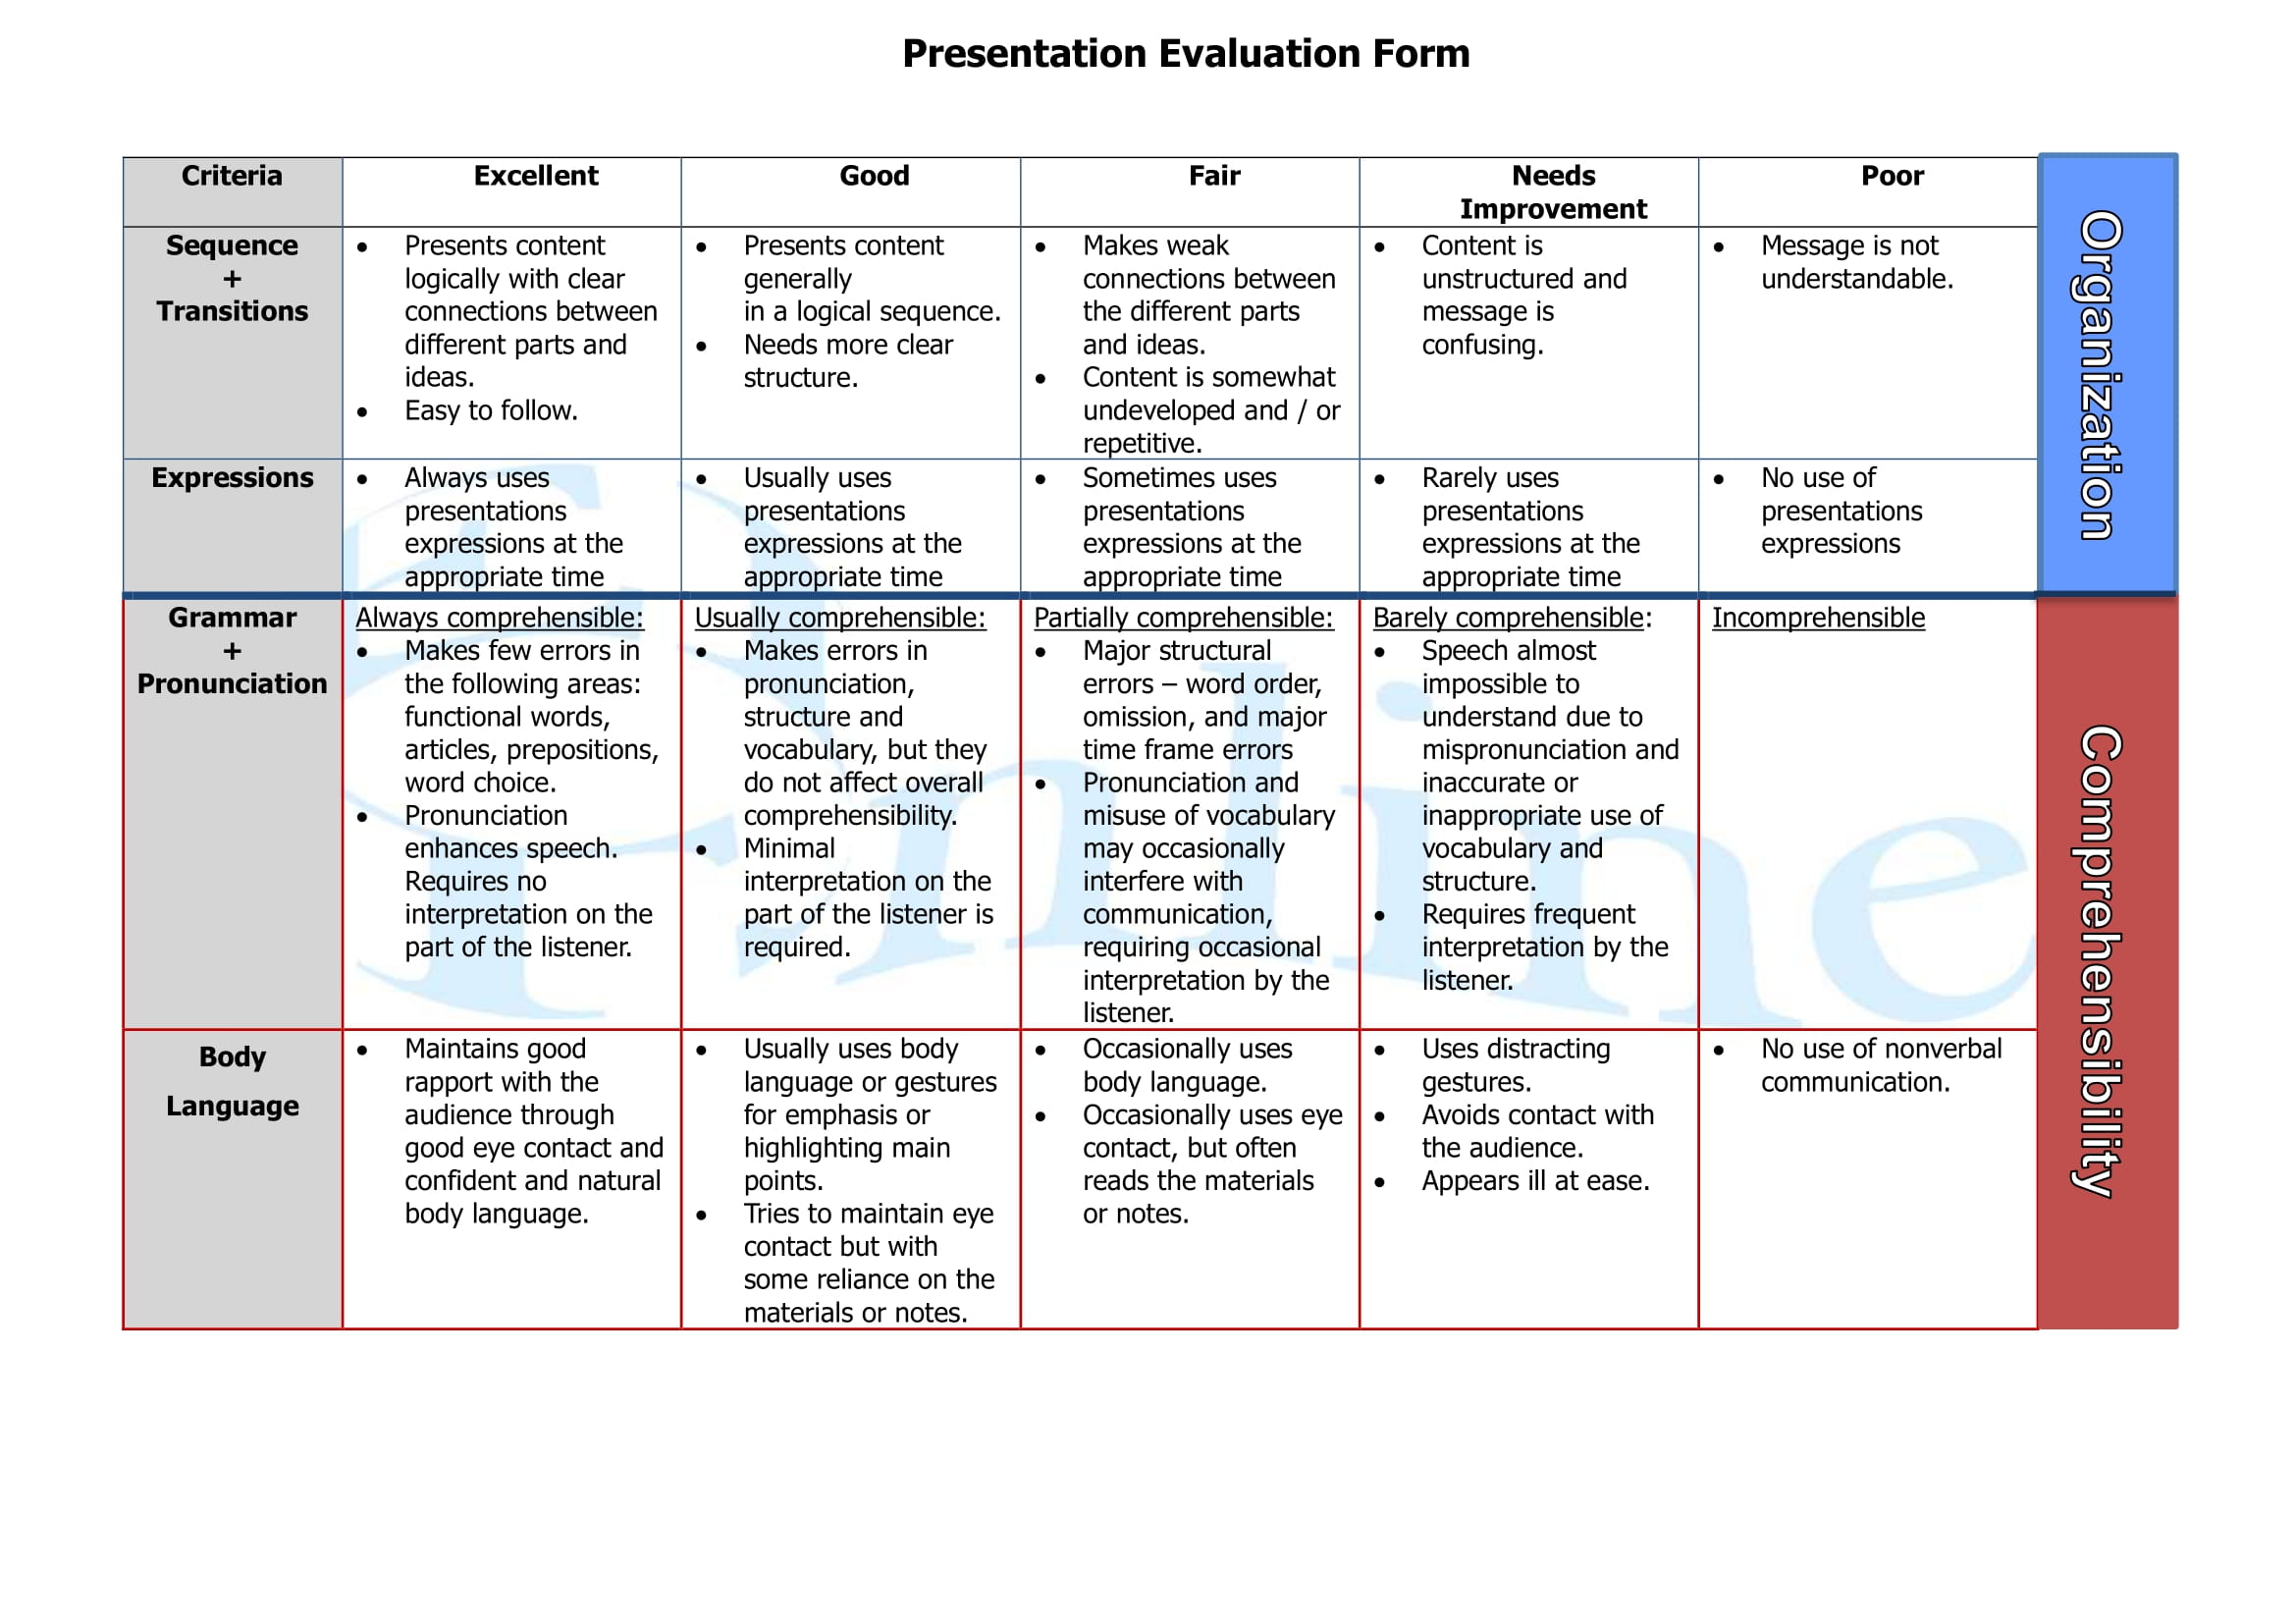 Presentation Evaluation Form
Criteria
Excellent
Good
Fair
Needs
Improvement
Poor
Organization
Sequence
+
Transitions
• Presents content
logically with clear
connections between
different parts and
ideas.
• Easy to follow.
• Presents content
generally
in a logical sequence.
• Needs more clear
structure.
• Makes weak
connections between
the different parts
and ideas.
• Content is somewhat
undeveloped and / or
repetitive.
• Content is
unstructured and
message is
confusing.
• Message is not
understandable.
Expressions
• Always uses
presentations
expressions at the
appropriate time
• Usually uses
presentations
expressions at the
appropriate time
• Sometimes uses
presentations
expressions at the
appropriate time
• Rarely uses
presentations
expressions at the
appropriate time
• No use of
presentations
expressions
Comprehensibility
Grammar
+
Pronunciation
Always comprehensible:
• Makes few errors in
the following areas:
functional words,
articles, prepositions,
word choice.
• Pronunciation
enhances speech.
Requires no
interpretation on the
part of the listener.
Usually comprehensible:
• Makes errors in
pronunciation,
structure and
vocabulary, but they
do not affect overall
comprehensibility.
• Minimal
interpretation on the
part of the listener is
required.
Partially comprehensible:
• Major structural
errors – word order,
omission, and major
time frame errors
• Pronunciation and
misuse of vocabulary
may occasionally
interfere with
communication,
requiring occasional
interpretation by the
listener.
Barely comprehensible:
• Speech almost
impossible to
understand due to
mispronunciation and
inaccurate or
inappropriate use of
vocabulary and
structure.
• Requires frequent
interpretation by the
listener.
Incomprehensible
Body
Language
• Maintains good
rapport with the
audience through
good eye contact and
confident and natural
body language.
• Usually uses body
language or gestures
for emphasis or
highlighting main
points.
• Tries to maintain eye
contact but with
some reliance on the
materials or notes.
• Occasionally uses
body language.
• Occasionally uses eye
contact, but often
reads the materials
or notes.
• Uses distracting
gestures.
• Avoids contact with
the audience.
• Appears ill at ease.
• No use of nonverbal
communication.